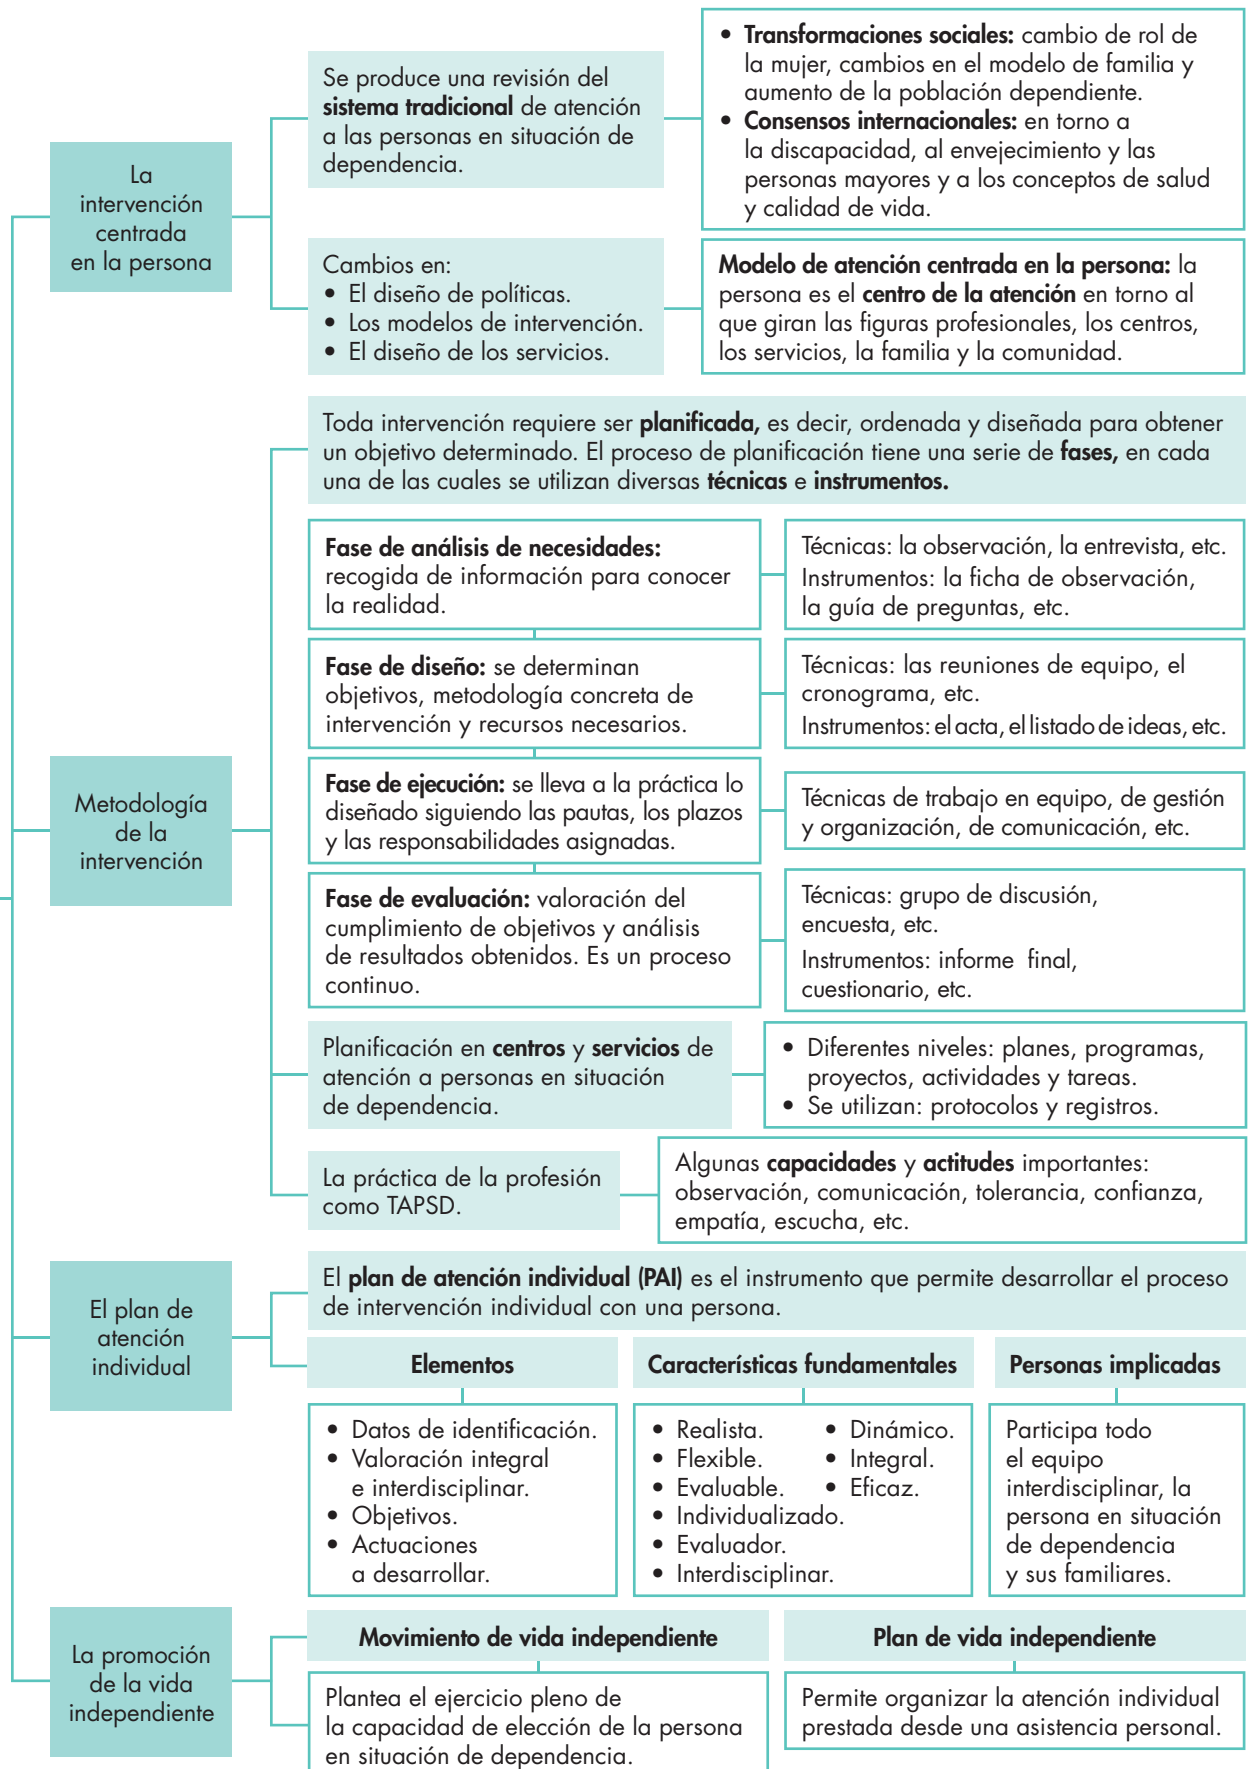 La
intervención
centrada
en la persona
Se produce una revisión del
sistema tradicional de atención
a las personas en situación de
dependencia.
• Transformaciones sociales: cambio de rol de
la mujer, cambios en el modelo de familia y
aumento de la población dependiente.
• Consensos internacionales: en torno a
la discapacidad, al envejecimiento y las
personas mayores y a los conceptos de salud
y calidad de vida.
Cambios en:
• El diseño de políticas.
• Los modelos de intervención.
• El diseño de los servicios.
Modelo de atención centrada en la persona: la
persona es el centro de la atención en torno al
que giran las figuras profesionales, los centros,
los servicios, la familia y la comunidad.
Metodología
de la
intervención
Toda intervención requiere ser planificada, es decir, ordenada y diseñada para obtener
un objetivo determinado. El proceso de planificación tiene una serie de fases, en cada
una de las cuales se utilizan diversas técnicas e instrumentos.
Fase de análisis de necesidades:
recogida de información para conocer
la realidad.
Técnicas: la observación, la entrevista, etc.
Instrumentos: la ficha de observación,
la guía de preguntas, etc.
Fase de diseño: se determinan
objetivos, metodología concreta de
intervención y recursos necesarios.
Técnicas: las reuniones de equipo, el
cronograma, etc.
Instrumentos: el acta, el listado de ideas, etc.
Fase de ejecución: se lleva a la práctica lo
diseñado siguiendo las pautas, los plazos
y las responsabilidades asignadas.
Técnicas de trabajo en equipo, de gestión
y organización, de comunicación, etc.
Fase de evaluación: valoración del
cumplimiento de objetivos y análisis
de resultados obtenidos. Es un proceso
continuo.
Técnicas: grupo de discusión,
encuesta, etc.
Instrumentos: informe final,
cuestionario, etc.
Planificación en centros y servicios de
atención a personas en situación
de dependencia.
• Diferentes niveles: planes, programas,
proyectos, actividades y tareas.
• Se utilizan: protocolos y registros.
La práctica de la profesión
como TAPSD.
Algunas capacidades y actitudes importantes:
observación, comunicación, tolerancia, confianza,
empatía, escucha, etc.
El plan de
atención
individual
El plan de atención individual (PAI) es el instrumento que permite desarrollar el proceso
de intervención individual con una persona.
Elementos
• Datos de identificación.
• Valoración integral
e interdisciplinar.
• Objetivos.
• Actuaciones
a desarrollar.
Características fundamentales
• Realista.
• Flexible.
• Evaluable.
• Individualizado.
• Evaluador.
• Interdisciplinar.
• Dinámico.
• Integral.
• Eficaz.
Personas implicadas
Participa todo
el equipo
interdisciplinar, la
persona en situación
de dependencia
y sus familiares.
La promoción
de la vida
independiente
Movimiento de vida independiente
Plantea el ejercicio pleno de
la capacidad de elección de la persona
en situación de dependencia.
Plan de vida independiente
Permite organizar la atención individual
prestada desde una asistencia personal.